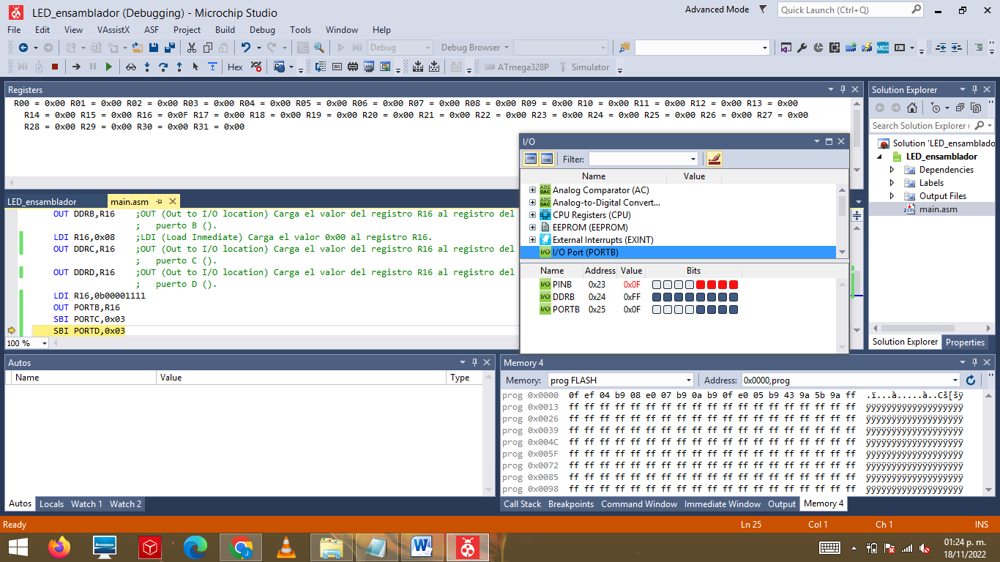 LED_ensamblador (Debugging) - Microchip Studio
Advanced Mode
Quick Launch (Ctrl+Q)
File Edit View VAssistX ASF Project Build Debug Tools Window Help
Debug Debug Browser
Hex ATmega328P Simulator
Registers
R00 = 0x00 R01 = 0x00 R02 = 0x00 R03 = 0x00 R04 = 0x00 R05 = 0x00 R06 = 0x00 R07 = 0x00 R08 = 0x00 R09 = 0x00 R10 = 0x00 R11 = 0x00 R12 = 0x00 R13 = 0x00
R14 = 0x00 R15 = 0x00 R16 = 0x0F R17 = 0x00 R18 = 0x00 R19 = 0x00 R20 = 0x00 R21 = 0x00 R22 = 0x00 R23 = 0x00 R24 = 0x00 R25 = 0x00 R26 = 0x00 R27 = 0x00
R28 = 0x00 R29 = 0x00 R30 = 0x00 R31 = 0x00
I/O
Filter:
Name Value
Analog Comparator (AC)
Analog-to-Digital Convert...
CPU Registers (CPU)
EEPROM (EEPROM)
External Interrupts (EXINT)
I/O Port (PORTB)
Name Address Value Bits
PINB 0x23 0x0F
DDRB 0x24 0xFF
PORTB 0x25 0x0F
Solution Explorer
Search Solution Explorer (
Solution 'LED_ensamblado
LED_ensamblador
Dependencies
Labels
Output Files
main.asm
Solution Explorer Properties
LED_ensamblador main.asm
OUT DDRB,R16 ;OUT (Out to I/O location) Carga el valor del registro R16 al registro del
; puerto B ().
LDI R16,0x08 ;LDI (Load Inmediate) Carga el valor 0x00 al registro R16.
OUT DDRC,R16 ;OUT (Out to I/O location) Carga el valor del registro R16 al registro del
; puerto C ().
OUT DDRD,R16 ;OUT (Out to I/O location) Carga el valor del registro R16 al registro del
; puerto D ().
LDI R16,0b00001111
OUT PORTB,R16
SBI PORTC,0x03
SBI PORTD,0x03
100 %
Autos
Name Value Type
Autos Locals Watch 1 Watch 2
Memory 4
Memory: prog FLASH Address: 0x0000,prog
prog 0x0000 0f ef 04 b9 08 e0 07 b9 0a b9 0f e0 05 b9 43 9a 5b 9a ff .ï...à.....à..Cš[šÿ
prog 0x0013 ff ff ff ff ff ff ff ff ff ff ff ff ff ff ff ff ff ff ff ÿÿÿÿÿÿÿÿÿÿÿÿÿÿÿÿÿÿÿ
prog 0x0026 ff ff ff ff ff ff ff ff ff ff ff ff ff ff ff ff ff ff ff ÿÿÿÿÿÿÿÿÿÿÿÿÿÿÿÿÿÿÿ
prog 0x0039 ff ff ff ff ff ff ff ff ff ff ff ff ff ff ff ff ff ff ff ÿÿÿÿÿÿÿÿÿÿÿÿÿÿÿÿÿÿÿ
prog 0x004C ff ff ff ff ff ff ff ff ff ff ff ff ff ff ff ff ff ff ff ÿÿÿÿÿÿÿÿÿÿÿÿÿÿÿÿÿÿÿ
prog 0x005F ff ff ff ff ff ff ff ff ff ff ff ff ff ff ff ff ff ff ff ÿÿÿÿÿÿÿÿÿÿÿÿÿÿÿÿÿÿÿ
prog 0x0072 ff ff ff ff ff ff ff ff ff ff ff ff ff ff ff ff ff ff ff ÿÿÿÿÿÿÿÿÿÿÿÿÿÿÿÿÿÿÿ
prog 0x0085 ff ff ff ff ff ff ff ff ff ff ff ff ff ff ff ff ff ff ff ÿÿÿÿÿÿÿÿÿÿÿÿÿÿÿÿÿÿÿ
prog 0x0098 ff ff ff ff ff ff ff ff ff ff ff ff ff ff ff ff ff ff ff ÿÿÿÿÿÿÿÿÿÿÿÿÿÿÿÿÿÿÿ
Call Stack Breakpoints Command Window Immediate Window Output Memory 4
Ready Ln 25 Col 1 Ch 1 INS
01:24 p. m.
18/11/2022